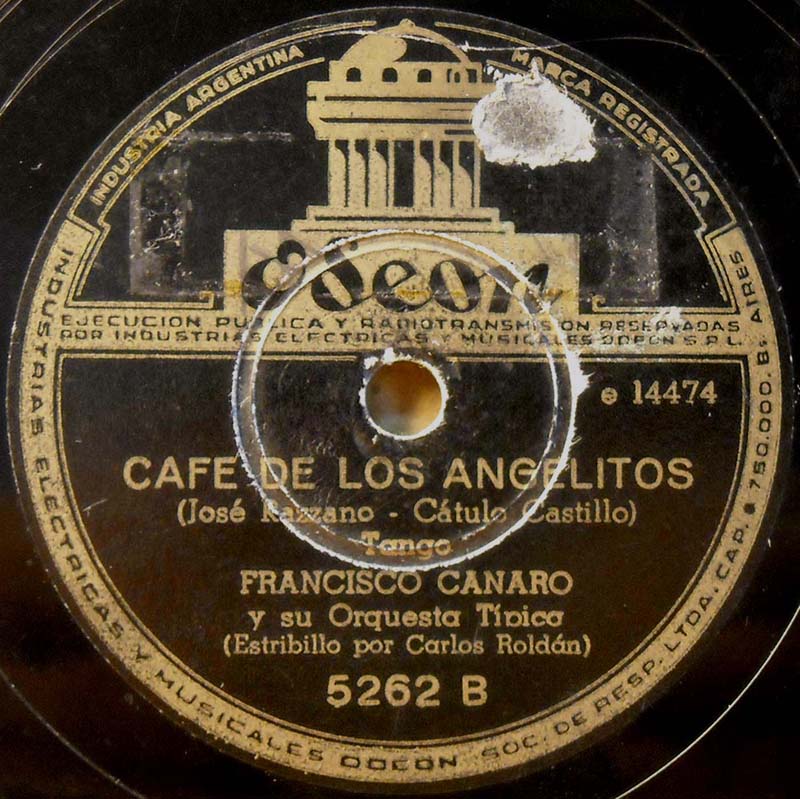 INDUSTRIA ARGENTINA
MARCA REGISTRADA
Odeon
EJECUCION PUBLICA Y RADIOTRANSMISION RESERVADAS
POR INDUSTRIAS ELECTRICAS Y MUSICALES ODEON S.R.L.
e 14474
CAFE DE LOS ANGELITOS
(José Razzano - Cátulo Castillo)
Tango
FRANCISCO CANARO
y su Orquesta Típica
(Estribillo por Carlos Roldán)
5262 B
INDUSTRIAS ELECTRICAS Y MUSICALES ODEON SOC. DE RESP. LTDA. CAP. $ 750.000. Bs. AIRES